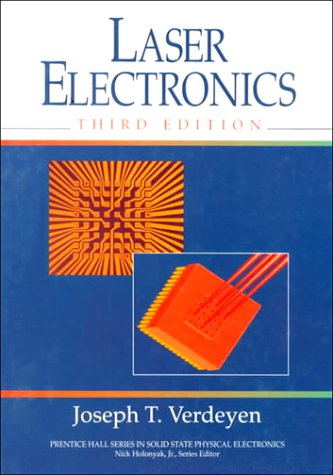 LASER
ELECTRONICS
THIRD EDITION
Joseph T. Verdeyen
PRENTICE HALL SERIES IN SOLID STATE PHYSICAL ELECTRONICS
Nick Holonyak, Jr., Series Editor